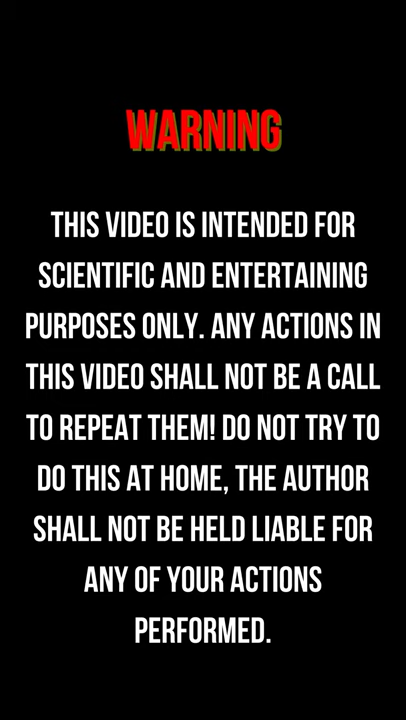 WARNING
THIS VIDEO IS INTENDED FOR
SCIENTIFIC AND ENTERTAINING
PURPOSES ONLY. ANY ACTIONS IN
THIS VIDEO SHALL NOT BE A CALL
TO REPEAT THEM! DO NOT TRY TO
DO THIS AT HOME, THE AUTHOR
SHALL NOT BE HELD LIABLE FOR
ANY OF YOUR ACTIONS
PERFORMED.